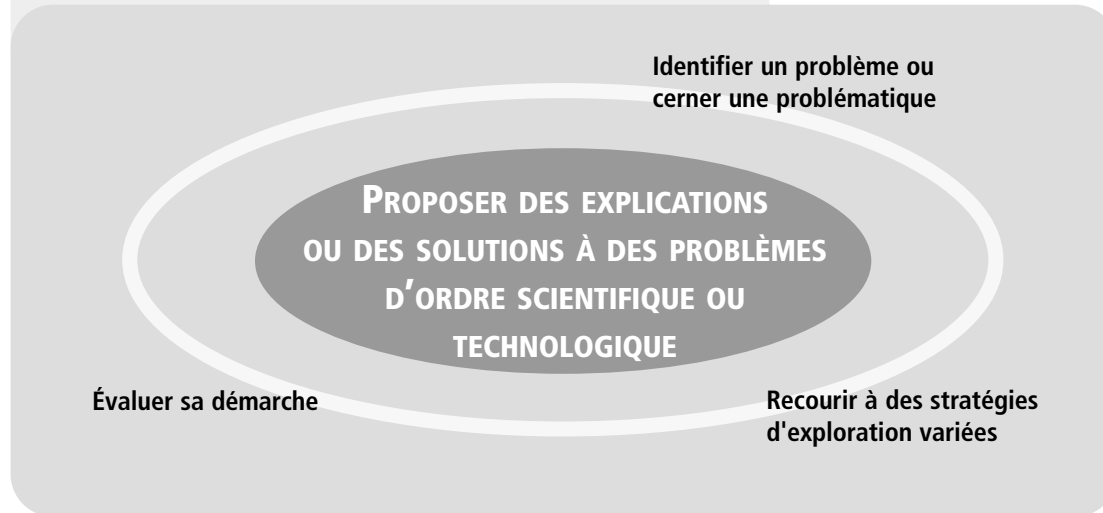 Identifier un problème ou
cerner une problématique
PROPOSER DES EXPLICATIONS
OU DES SOLUTIONS À DES PROBLÈMES
D'ORDRE SCIENTIFIQUE OU
TECHNOLOGIQUE
Évaluer sa démarche
Recourir à des stratégies
d'exploration variées